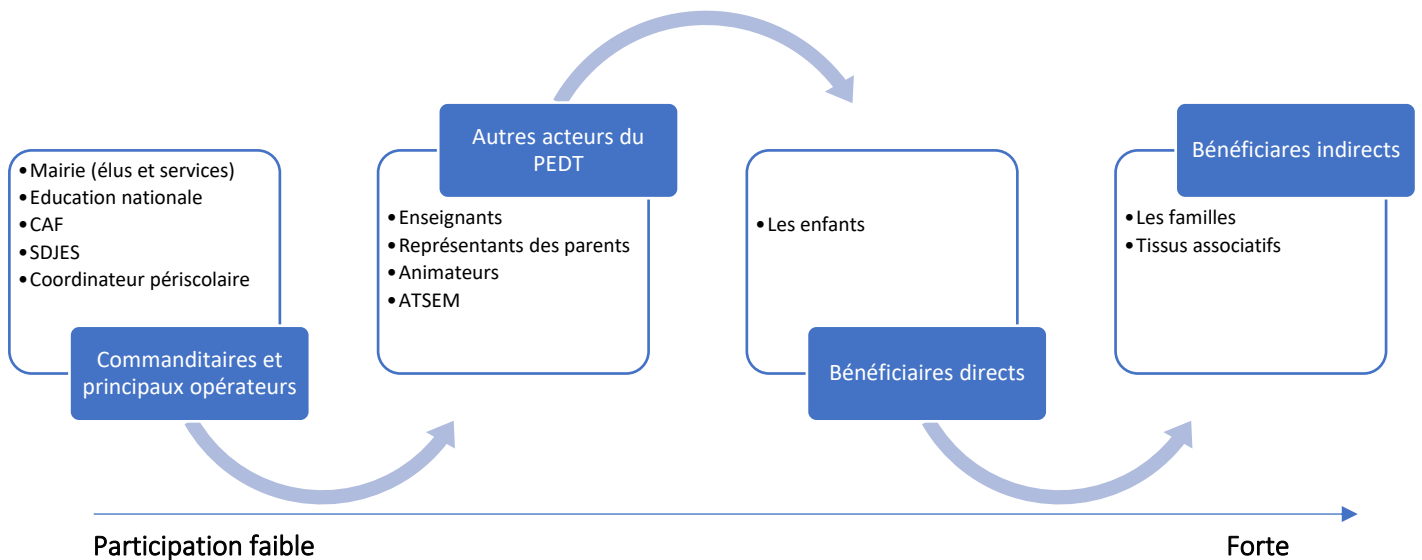 • Mairie (élus et services)
• Education nationale
• CAF
• SDJES
• Coordinateur périscolaire
Commanditaires et
principaux opérateurs
Autres acteurs du
PEDT
• Enseignants
• Représentants des parents
• Animateurs
• ATSEM
• Les enfants
Bénéficiaires directs
Bénéficiares indirects
• Les familles
• Tissus associatifs
Participation faible
Forte